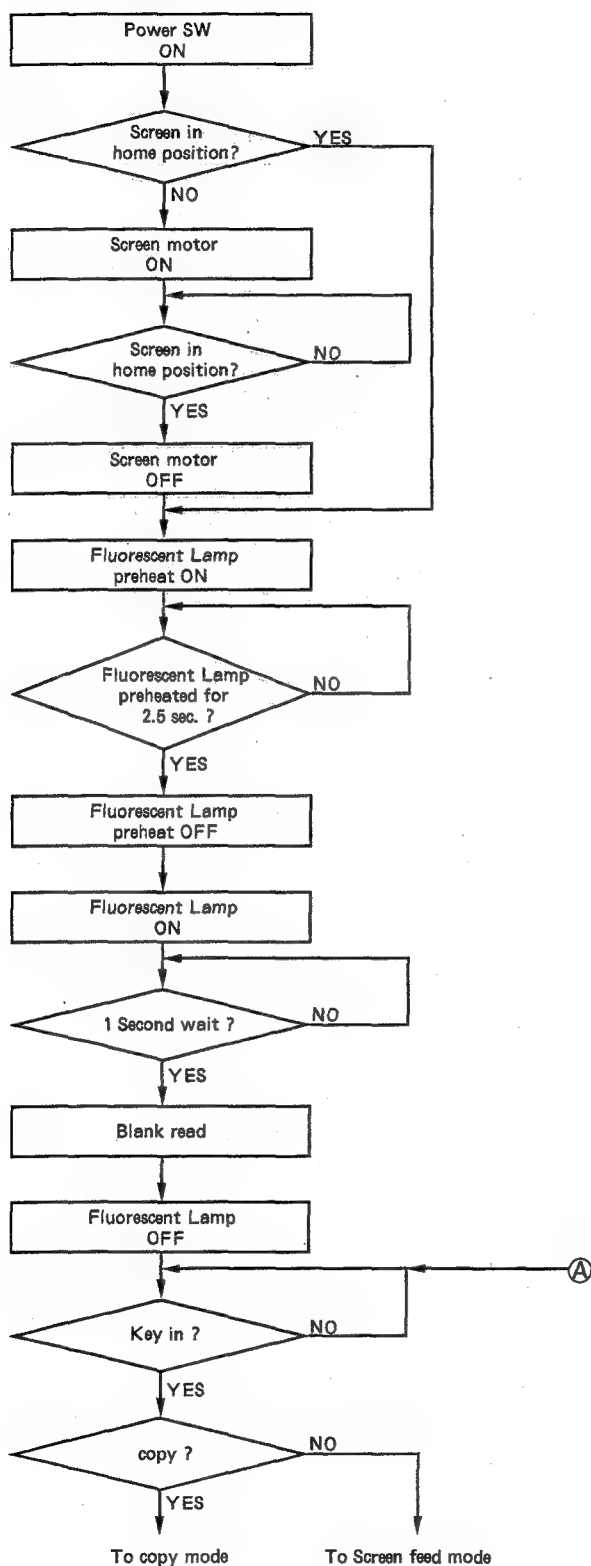 Power SW
ON
Screen in
home position?
YES
NO
Screen motor
ON
Screen in
home position?
NO
YES
Screen motor
OFF
Fluorescent Lamp
preheat ON
Fluorescent Lamp
preheated for
2.5 sec. ?
NO
YES
Fluorescent Lamp
preheat OFF
Fluorescent Lamp
ON
1 Second wait ?
NO
YES
Blank read
Fluorescent Lamp
OFF
A
Key in ?
NO
YES
copy ?
NO
YES
To copy mode
To Screen feed mode